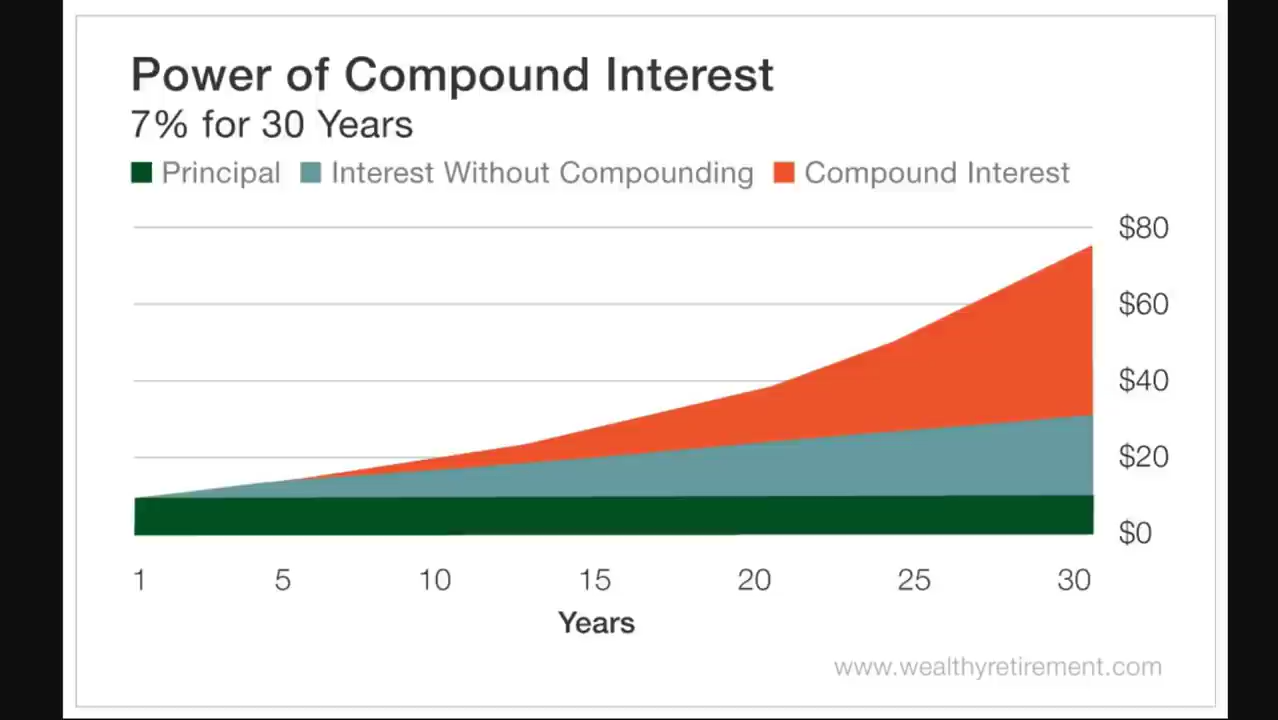 Power of Compound Interest
7% for 30 Years
Principal Interest Without Compounding Compound Interest
$80
$60
$40
$20
$0
1 5 10 15 20 25 30
Years
www.wealthyretirement.com